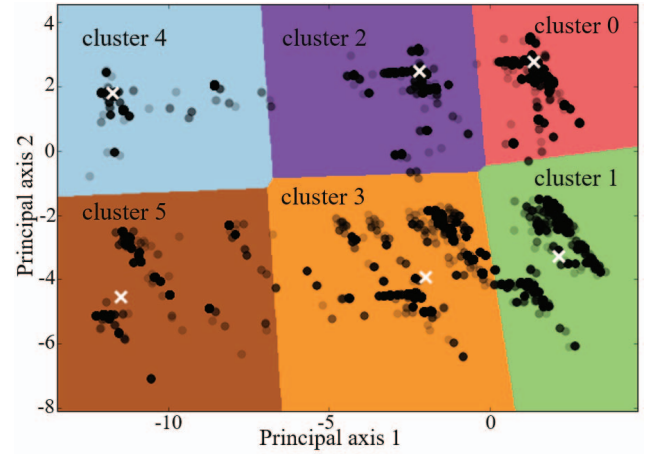 4
cluster 4
cluster 2
cluster 0
2
0
Principal axis 2
-2
cluster 5
cluster 3
cluster 1
-4
-6
-8
-10
-5
0
Principal axis 1